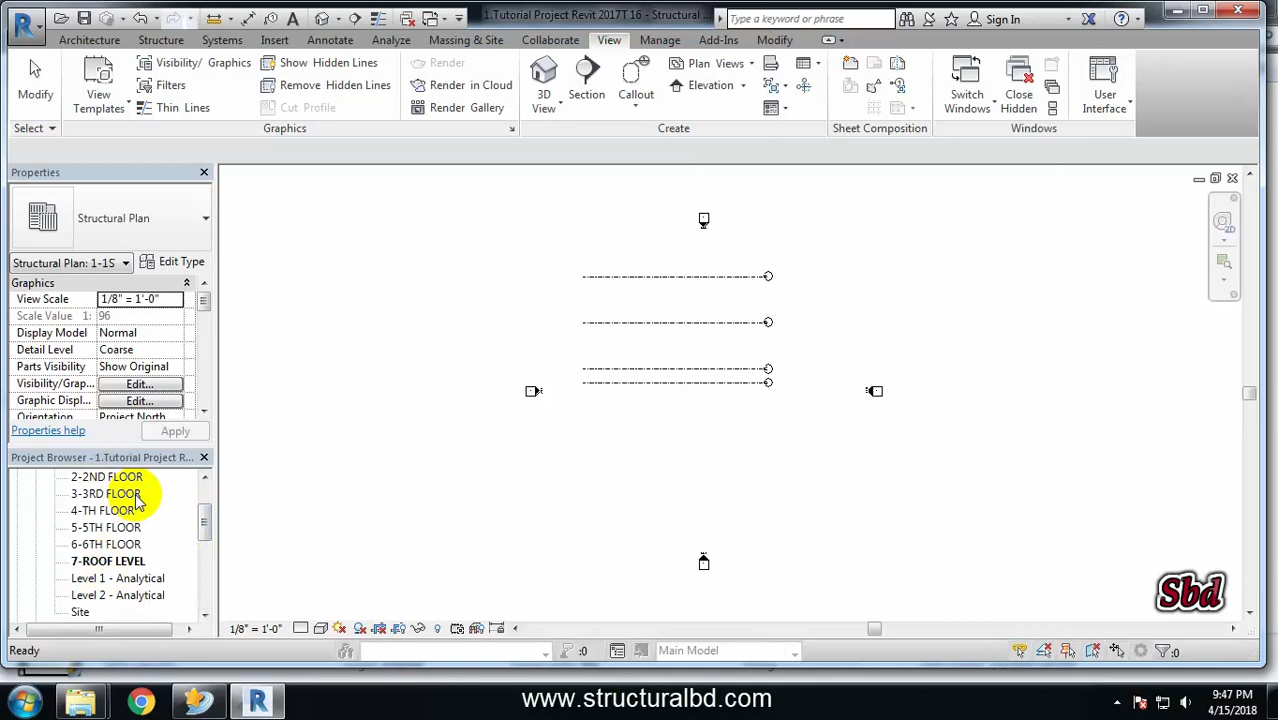 1.Tutorial Project Revit 2017T 16 - Structural ...
Type a keyword or phrase
Sign In
Architecture Structure Systems Insert Annotate Analyze Massing & Site Collaborate View Manage Add-Ins Modify
Modify
View
Templates
Visibility/ Graphics
Filters
Thin Lines
Show Hidden Lines
Remove Hidden Lines
Cut Profile
Render
Render in Cloud
Render Gallery
3D
View
Section
Callout
Plan Views
Elevation
Switch
Windows
Close
Hidden
User
Interface
Select
Graphics
Create
Sheet Composition
Windows
Properties
Structural Plan
Structural Plan: 1-1S
Edit Type
Graphics
View Scale 1/8" = 1'-0"
Scale Value 1: 96
Display Model Normal
Detail Level Coarse
Parts Visibility Show Original
Visibility/Grap... Edit...
Graphic Displ... Edit...
Orientation Project North
Properties help
Apply
Project Browser - 1.Tutorial Project R...
2-2ND FLOOR
3-3RD FLOOR
4-TH FLOOR
5-5TH FLOOR
6-6TH FLOOR
7-ROOF LEVEL
Level 1 - Analytical
Level 2 - Analytical
Site
2D
Sbd
1/8" = 1'-0"
Ready
:0
Main Model
:0
www.structuralbd.com
9:47 PM
4/15/2018